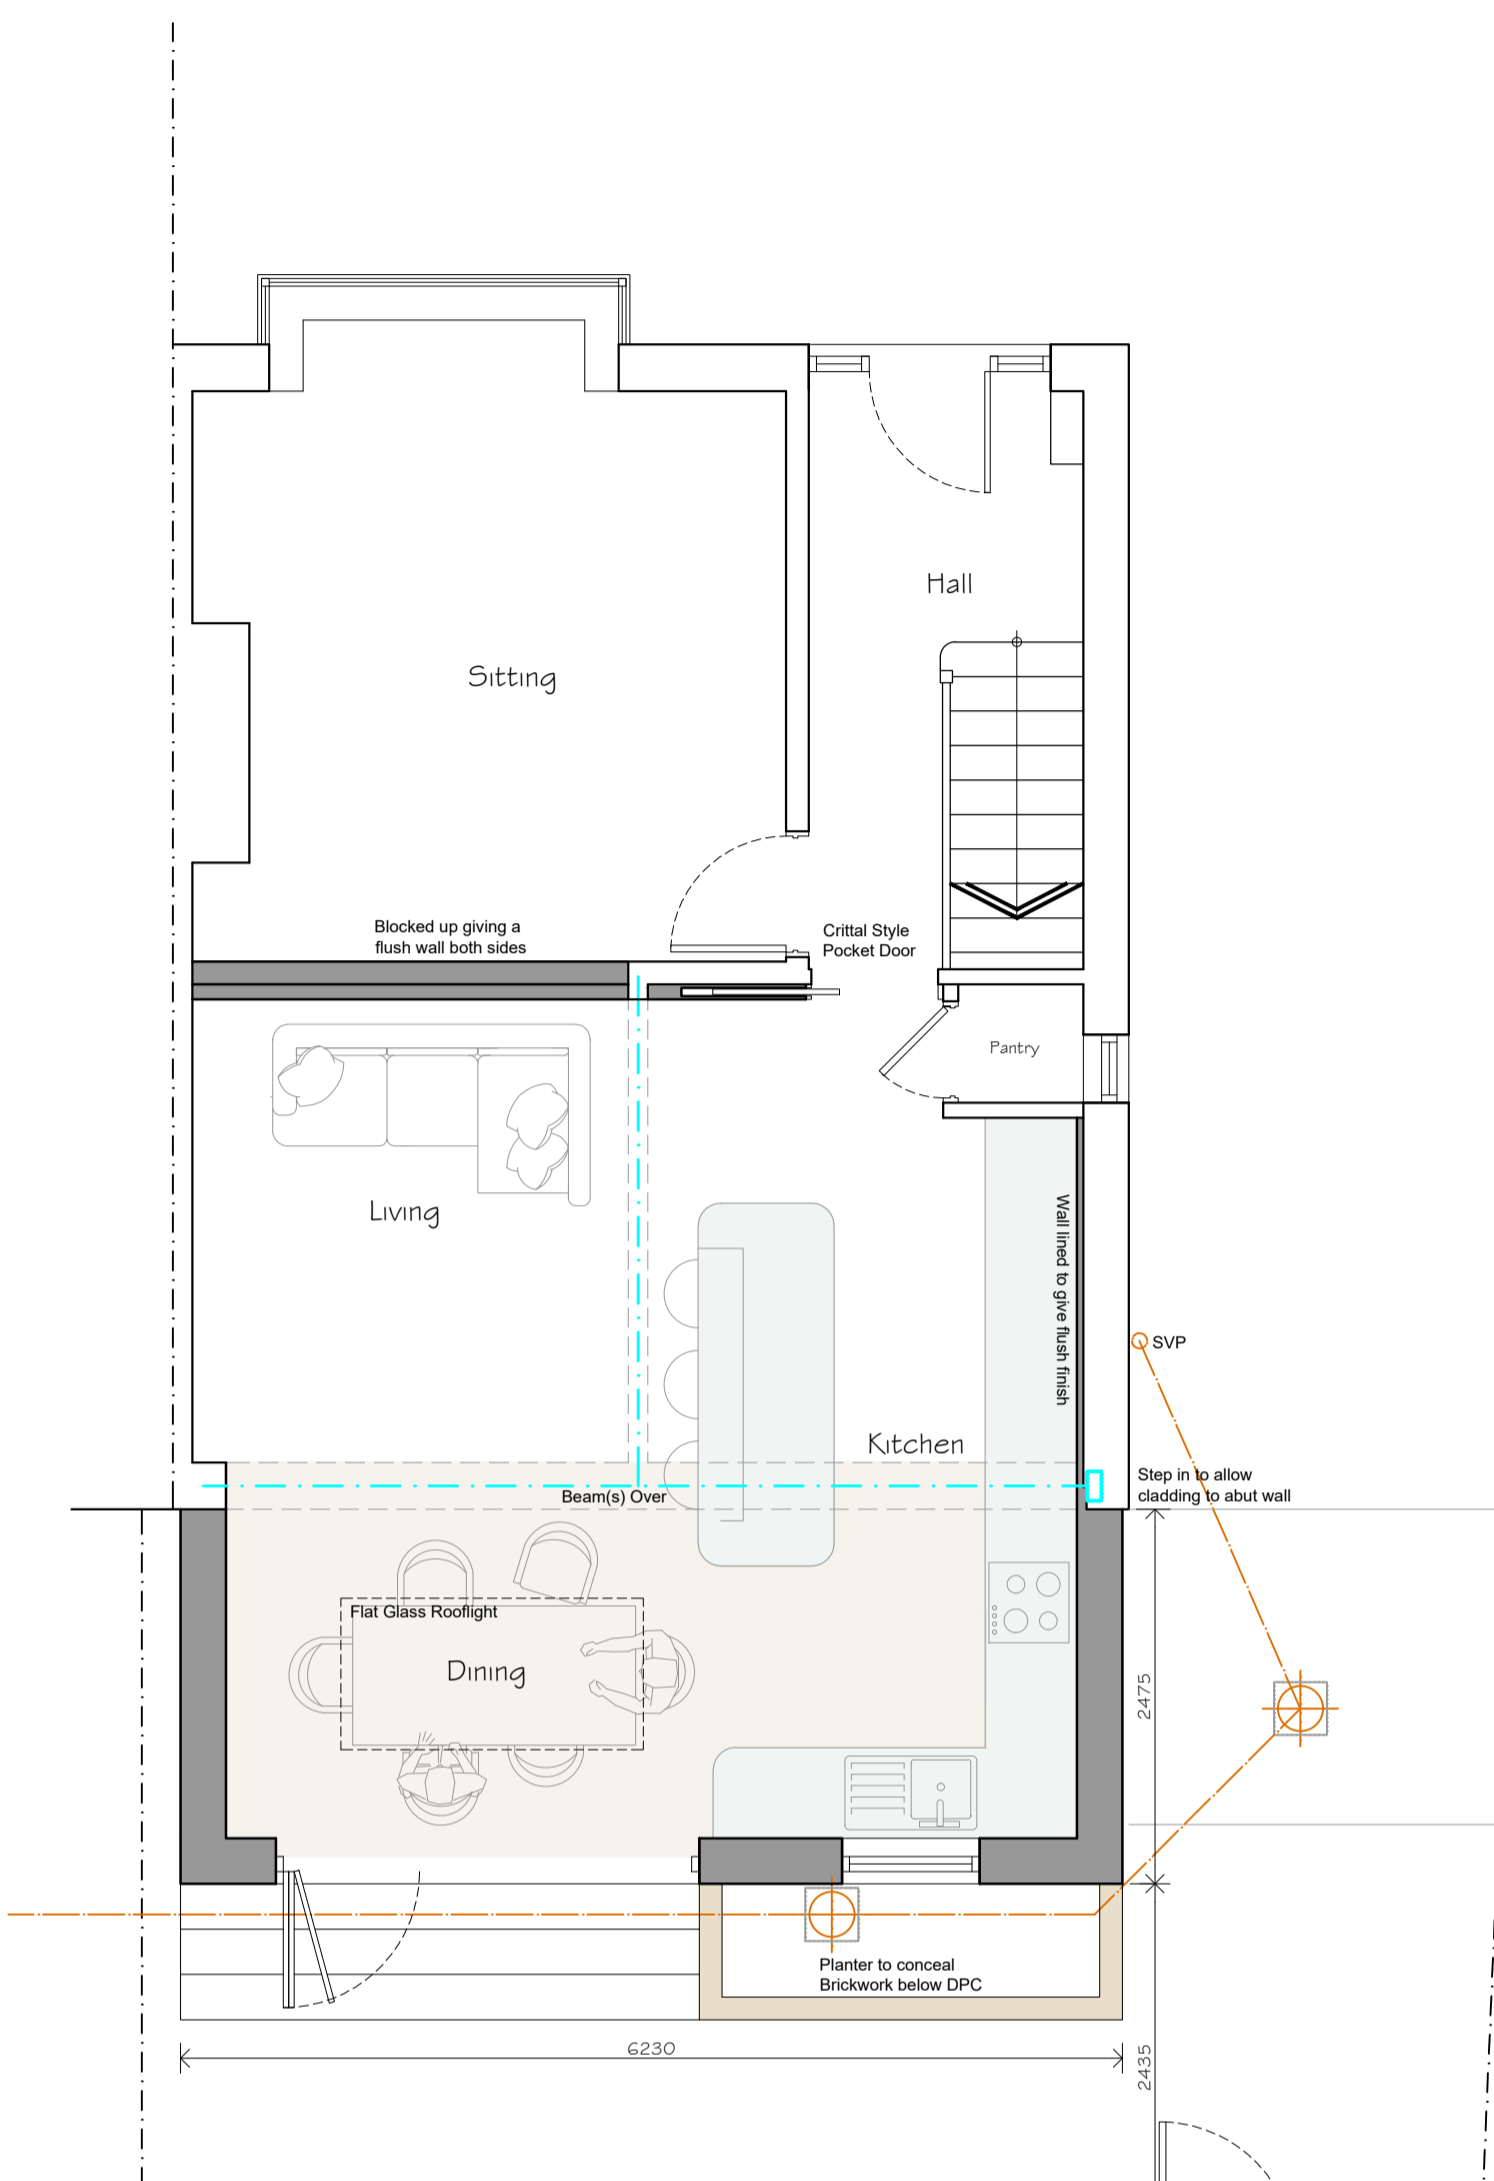 Hall
Sitting
Blocked up giving a
flush wall both sides
Crittal Style
Pocket Door
Pantry
Living
Wall lined to give flush finish
SVP
Kitchen
Step in to allow
cladding to abut wall
Beam(s) Over
Flat Glass Rooflight
Dining
2475
Planter to conceal
Brickwork below DPC
6230
2435